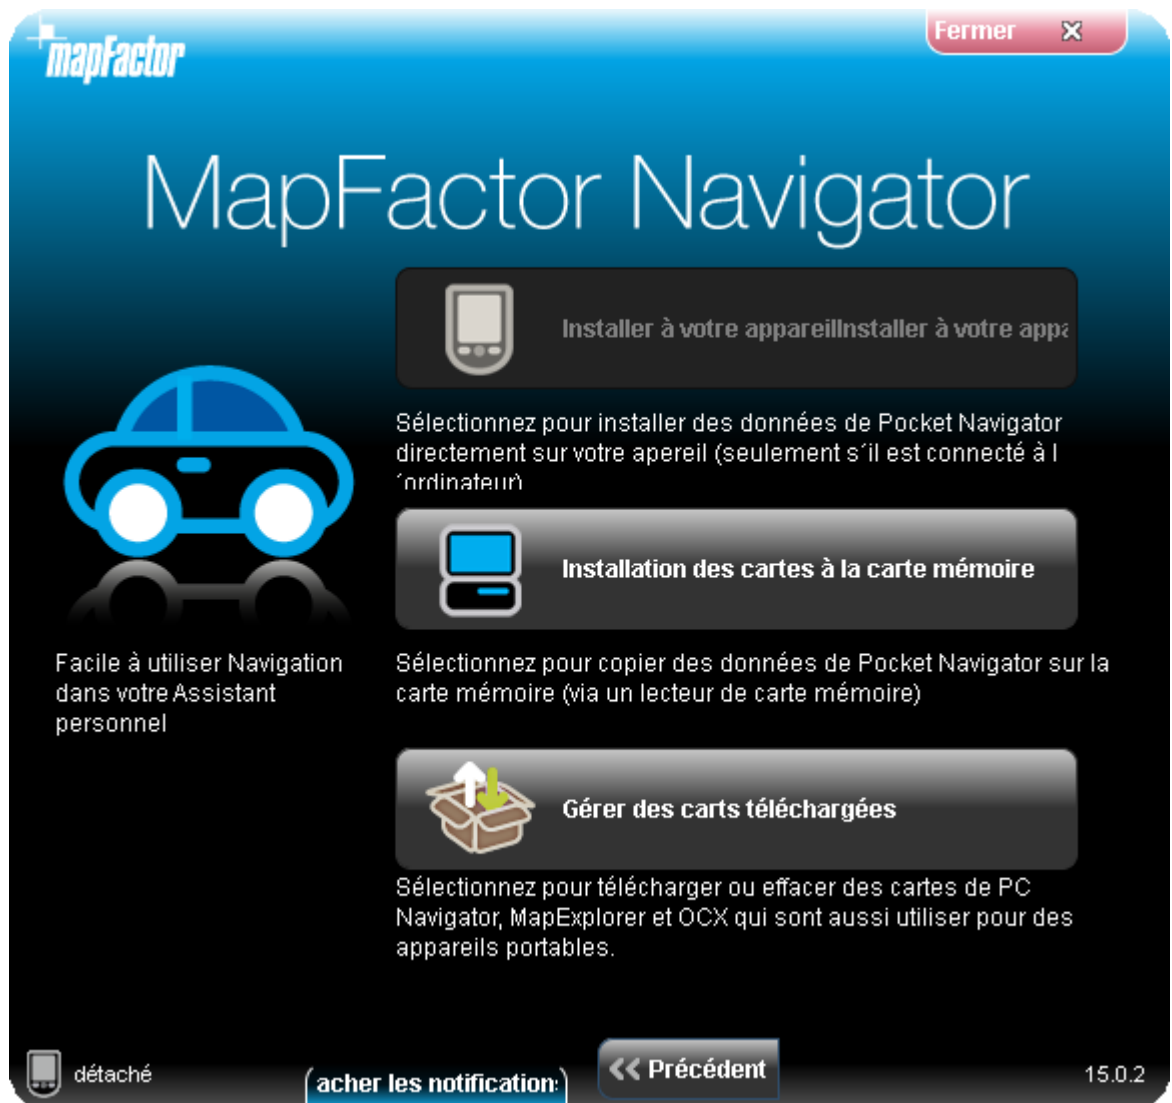 mapFactor
Fermer
MapFactor Navigator
Installer à votre appareilInstaller à votre appa
Sélectionnez pour installer des données de Pocket Navigator
directement sur votre apereil (seulement s´il est connecté à l
´ordinateur)
Installation des cartes à la carte mémoire
Facile à utiliser Navigation
dans votre Assistant
personnel
Sélectionnez pour copier des données de Pocket Navigator sur la
carte mémoire (via un lecteur de carte mémoire)
Gérer des carts téléchargées
Sélectionnez pour télécharger ou effacer des cartes de PC
Navigator, MapExplorer et OCX qui sont aussi utiliser pour des
appareils portables.
détaché
acher les notifications
<< Précédent
15.0.2